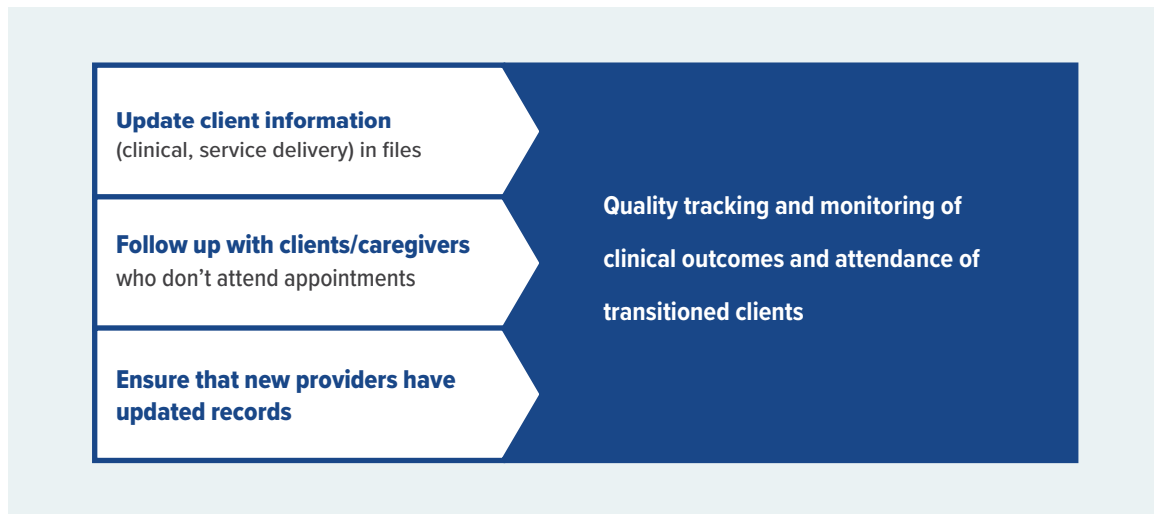 Update client information
(clinical, service delivery) in files
Follow up with clients/caregivers
who don’t attend appointments
Ensure that new providers have
updated records
Quality tracking and monitoring of
clinical outcomes and attendance of
transitioned clients